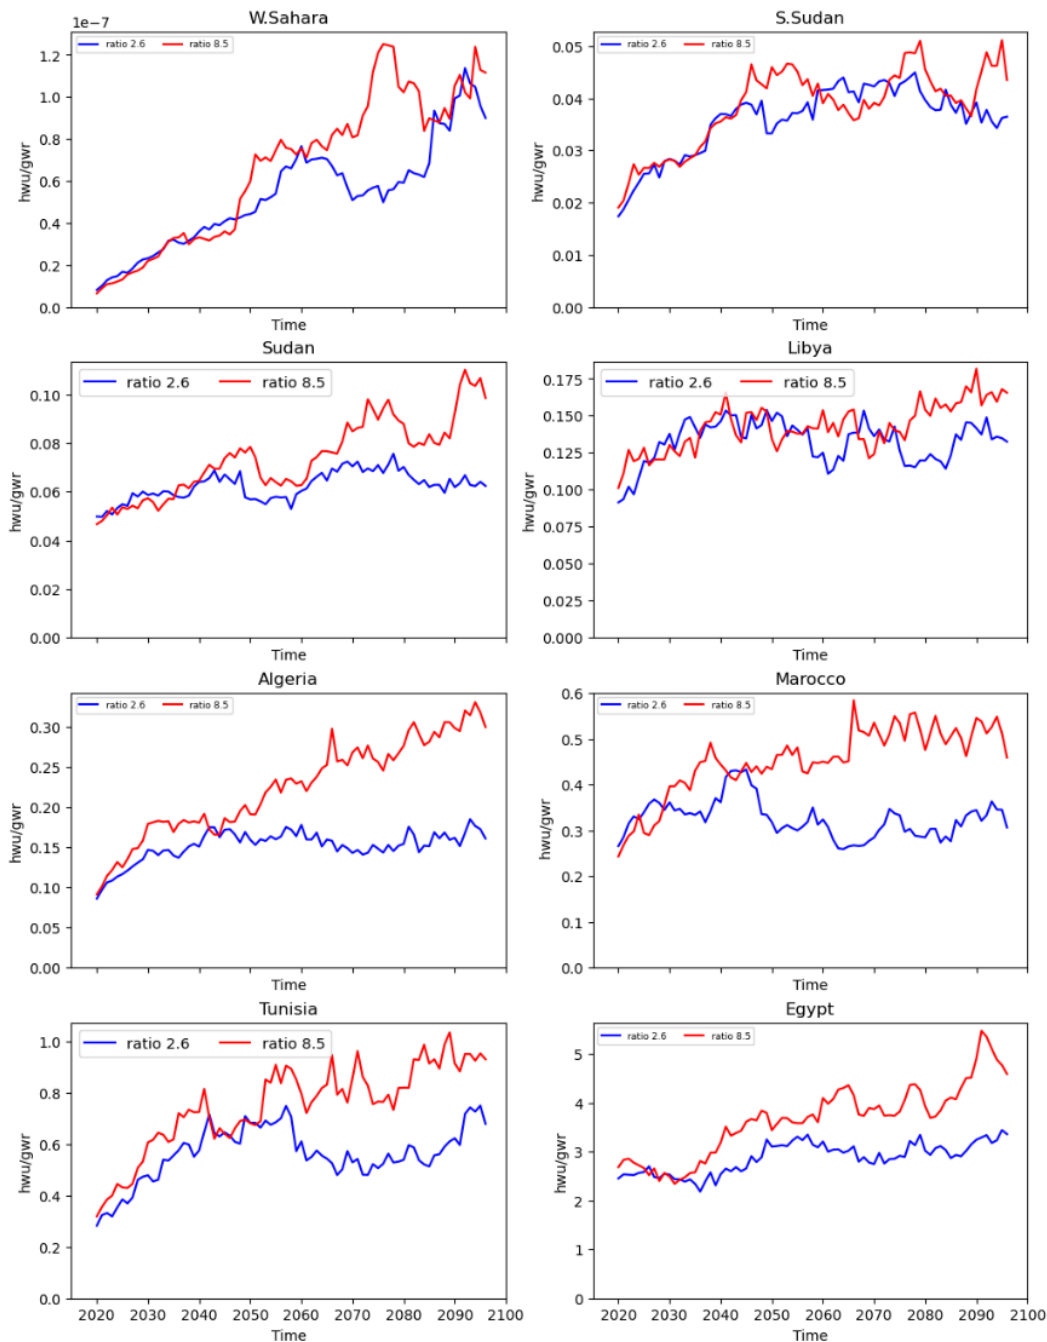 W.Sahara
S.Sudan
1e−7
ratio 2.6 ratio 8.5
ratio 2.6 ratio 8.5
1.2
1.0
0.8
0.6
0.4
0.2
0.0
hwu/gwr
0.05
0.04
0.03
0.02
0.01
0.00
hwu/gwr
Time
Time
Sudan
Libya
ratio 2.6 ratio 8.5
ratio 2.6 ratio 8.5
0.10
0.08
0.06
0.04
0.02
0.00
hwu/gwr
0.175
0.150
0.125
0.100
0.075
0.050
0.025
0.000
hwu/gwr
Time
Time
Algeria
Marocco
ratio 2.6 ratio 8.5
ratio 2.6 ratio 8.5
0.30
0.25
0.20
0.15
0.10
0.05
0.00
hwu/gwr
0.6
0.5
0.4
0.3
0.2
0.1
0.0
hwu/gwr
Time
Time
Tunisia
Egypt
ratio 2.6 ratio 8.5
ratio 2.6 ratio 8.5
1.0
0.8
0.6
0.4
0.2
0.0
hwu/gwr
5
4
3
2
1
0
hwu/gwr
2020 2030 2040 2050 2060 2070 2080 2090 2100
2020 2030 2040 2050 2060 2070 2080 2090 2100
Time
Time